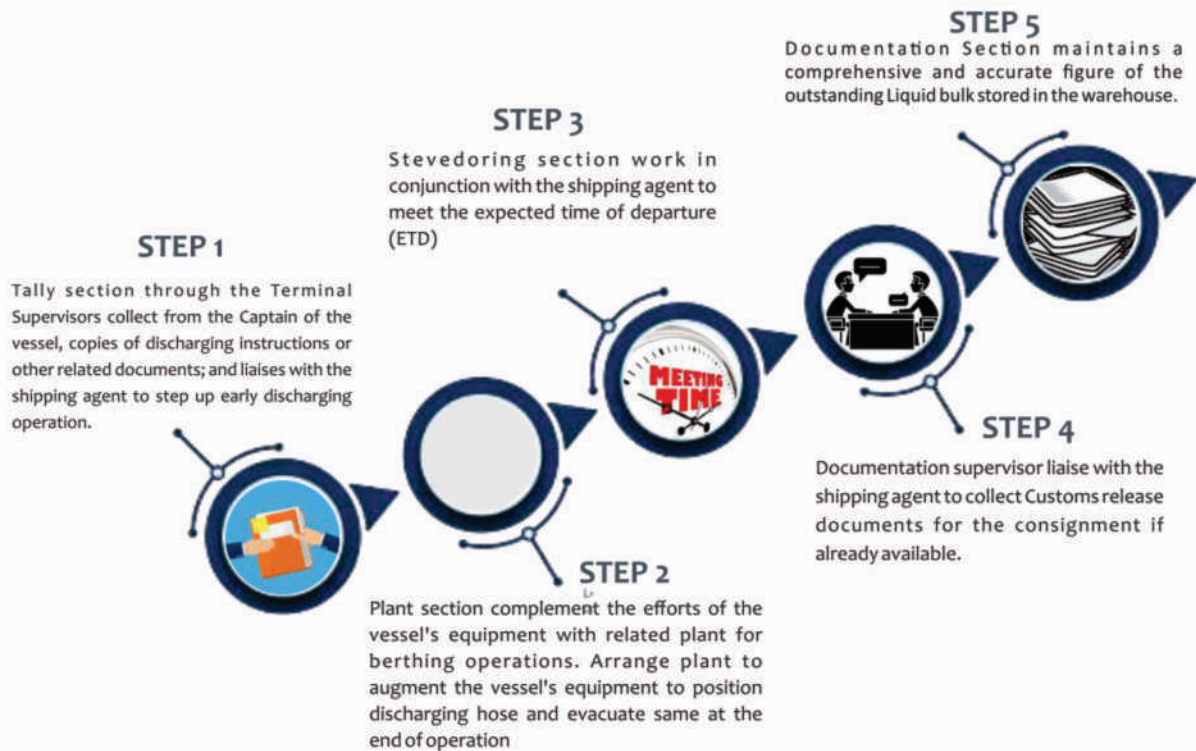 STEP 1
Tally section through the Terminal
Supervisors collect from the Captain of the
vessel, copies of discharging instructions or
other related documents; and liaises with the
shipping agent to step up early discharging
operation.
STEP 2
Plant section complement the efforts of the
vessel's equipment with related plant for
berthing operations. Arrange plant to
augment the vessel's equipment to position
discharging hose and evacuate same at the
end of operation
STEP 3
Stevedoring section work in
conjunction with the shipping agent to
meet the expected time of departure
(ETD)
MEETING
TIME
STEP 4
Documentation supervisor liaise with the
shipping agent to collect Customs release
documents for the consignment if
already available.
STEP 5
Documentation Section maintains a
comprehensive and accurate figure of the
outstanding Liquid bulk stored in the warehouse.